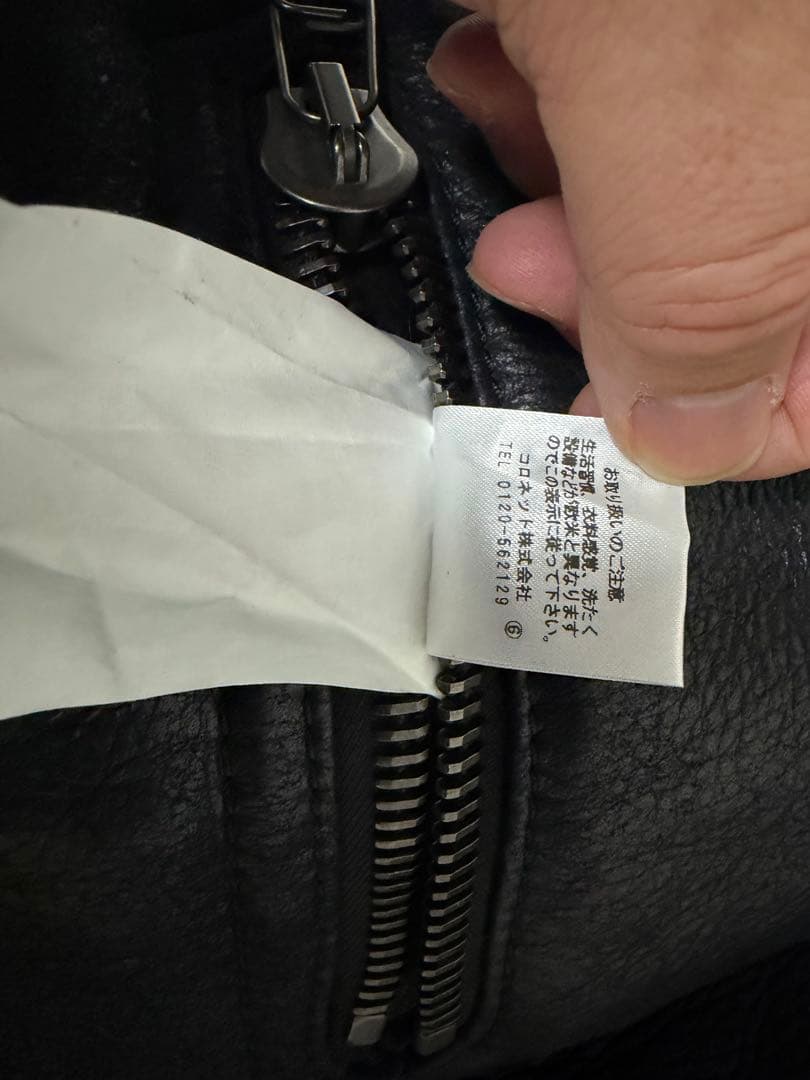 お取り扱いのご注意
生活習慣、衣料感覚、洗たく
設備などが欧米と異なります
のでこの表示に従って下さい。
コロネット株式会社
TEL 0120-562129 ⑥